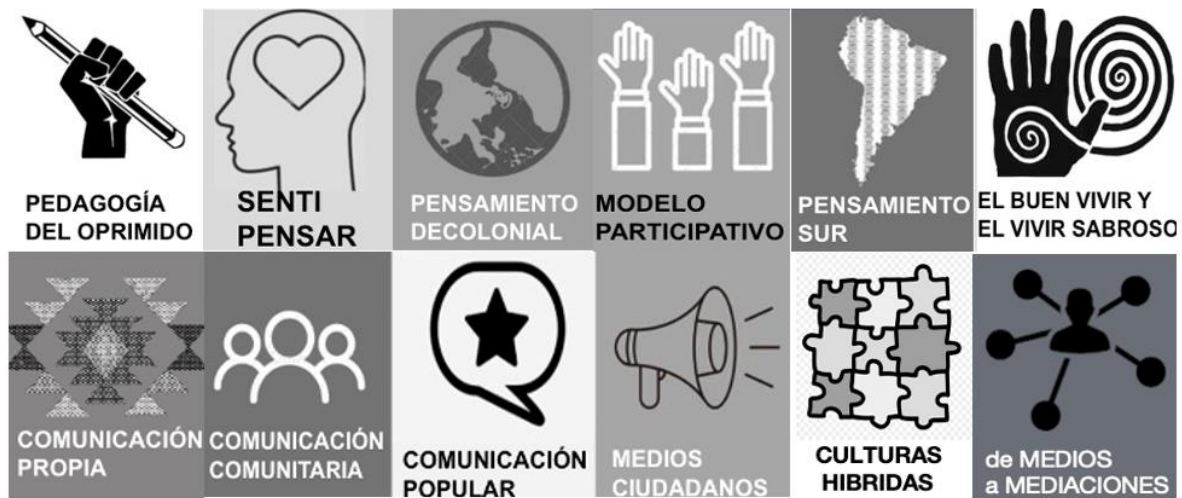 PEDAGOGÍA
DEL OPRIMIDO
SENTI
PENSAR
PENSAMIENTO
DECOLONIAL
MODELO
PARTICIPATIVO
PENSAMIENTO
SUR
EL BUEN VIVIR Y
EL VIVIR SABROSO
COMUNICACIÓN
PROPIA
COMUNICACIÓN
COMUNITARIA
COMUNICACIÓN
POPULAR
MEDIOS
CIUDADANOS
CULTURAS
HIBRIDAS
de MEDIOS
a MEDIACIONES